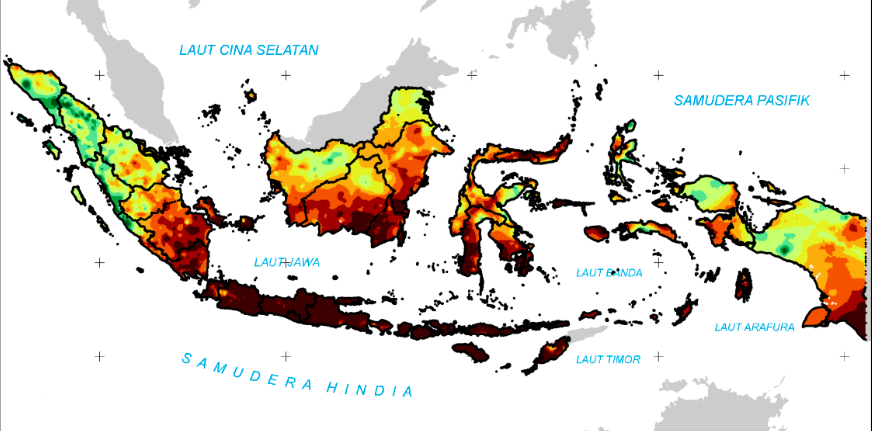 LAUT CINA SELATAN
SAMUDERA PASIFIK
LAUT JAWA
LAUT BANDA
LAUT ARAFURA
LAUT TIMOR
SAMUDERA HINDIA